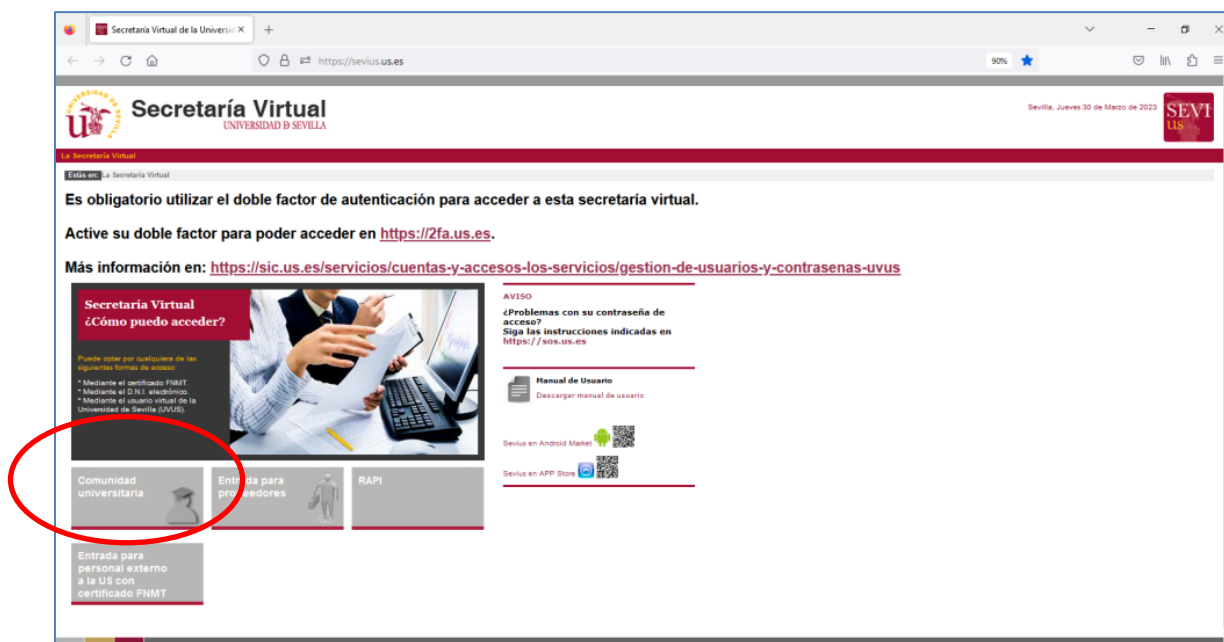 Secretaría Virtual de la Universid
https://sevius.us.es
90%
Secretaría Virtual
UNIVERSIDAD Ð SEVILLA
Sevilla, Jueves 30 de Marzo de 2023
SEVI
us
La Secretaría Virtual
Estás en: La Secretaría Virtual
Es obligatorio utilizar el doble factor de autenticación para acceder a esta secretaría virtual.
Active su doble factor para poder acceder en https://2fa.us.es.
Más información en: https://sic.us.es/servicios/cuentas-y-accesos-los-servicios/gestion-de-usuarios-y-contrasenas-uvus
Secretaría Virtual
¿Cómo puedo acceder?
Puede optar por cualquiera de las
siguientes formas de acceso:
* Mediante el certificado FNMT.
* Mediante el D.N.I. electrónico.
* Mediante el usuario virtual de la
Universidad de Sevilla (UVUS).
AVISO
¿Problemas con su contraseña de
acceso?
Siga las instrucciones indicadas en
https://sos.us.es
Manual de Usuario
Descargar manual de usuario
Sevius en Android Market
Sevius en APP Store
Comunidad
universitaria
Entrada para
proveedores
RAPI
Entrada para
personal externo
a la US con
certificado FNMT